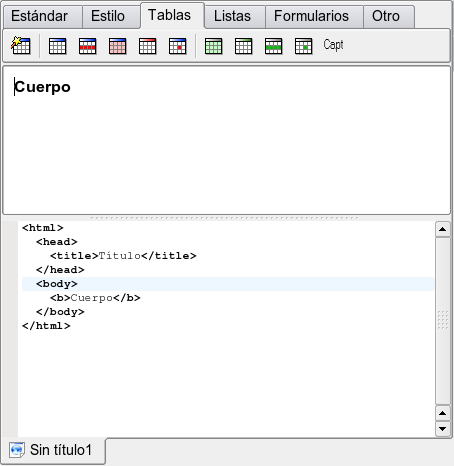 Estándar Estilo Tablas Listas Formularios Otro
Capt
Cuerpo
<html>
<head>
<title>Título</title>
</head>
<body>
<b>Cuerpo</b>
</body>
</html>
Sin título1